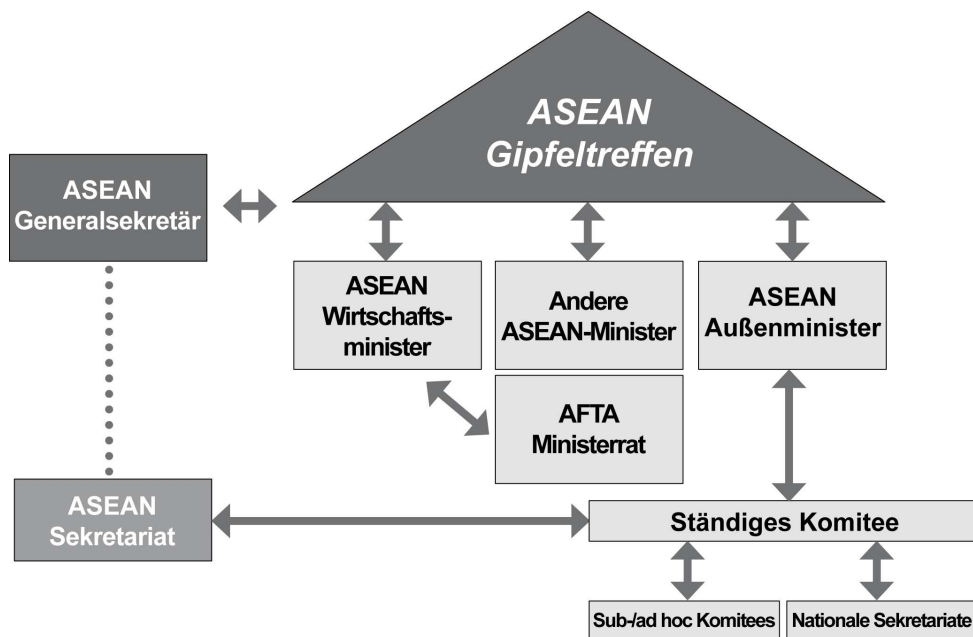 ASEAN
Gipfeltreffen
ASEAN
Generalsekretär
ASEAN
Wirtschafts-
minister
Andere
ASEAN-Minister
ASEAN
Außenminister
AFTA
Ministerrat
ASEAN
Sekretariat
Ständiges Komitee
Sub-/ad hoc Komitees
Nationale Sekretariate